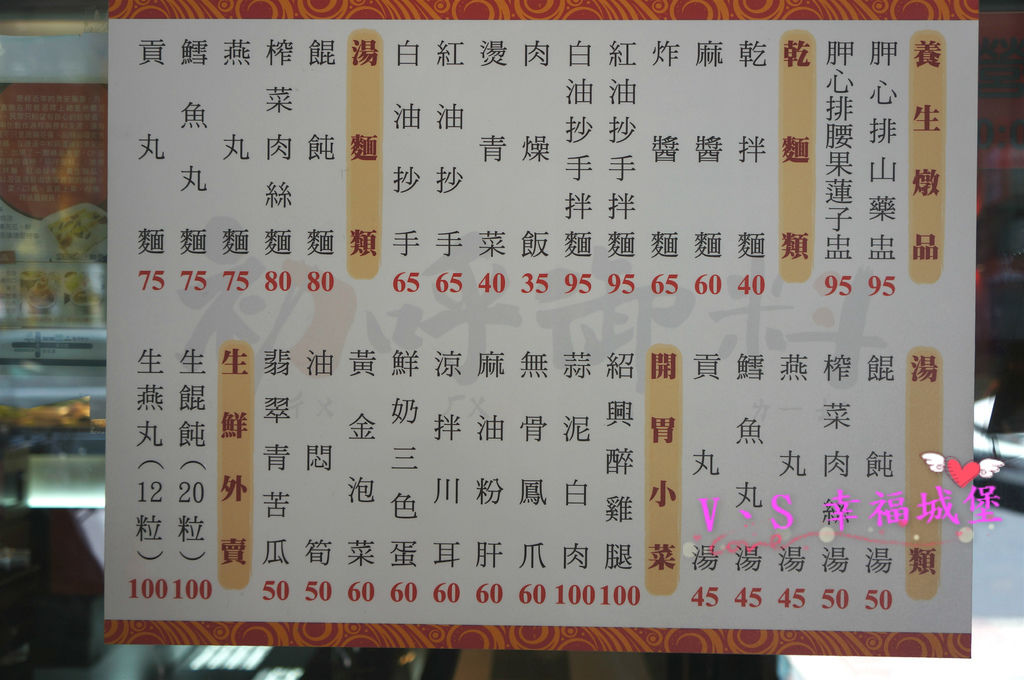 養生燉品
胛心排山藥盅 95
胛心排腰果蓮子盅 95
乾麵類
乾拌麵 40
麻醬麵 60
炸醬麵 65
紅油抄手拌麵 95
白油抄手拌麵 95
肉燥飯 35
燙青菜 40
紅油抄手 65
白油抄手 65
湯麵類
餛飩麵 80
榨菜肉絲麵 80
燕丸麵 75
鱈魚丸麵 75
貢丸麵 75
湯類
餛飩湯 50
榨菜肉絲湯 50
燕丸湯 45
鱈魚丸湯 45
貢丸湯 45
開胃小菜
紹興醉雞腿 100
蒜泥白肉 100
無骨鳳爪 60
麻油粉肝 60
涼拌川耳 60
鮮奶三色蛋 60
黃金泡菜 60
油悶筍 50
翡翠青苦瓜 50
生鮮外賣
生餛飩(20粒) 100
生燕丸(12粒) 100
初呼御料
V、S 幸福城堡